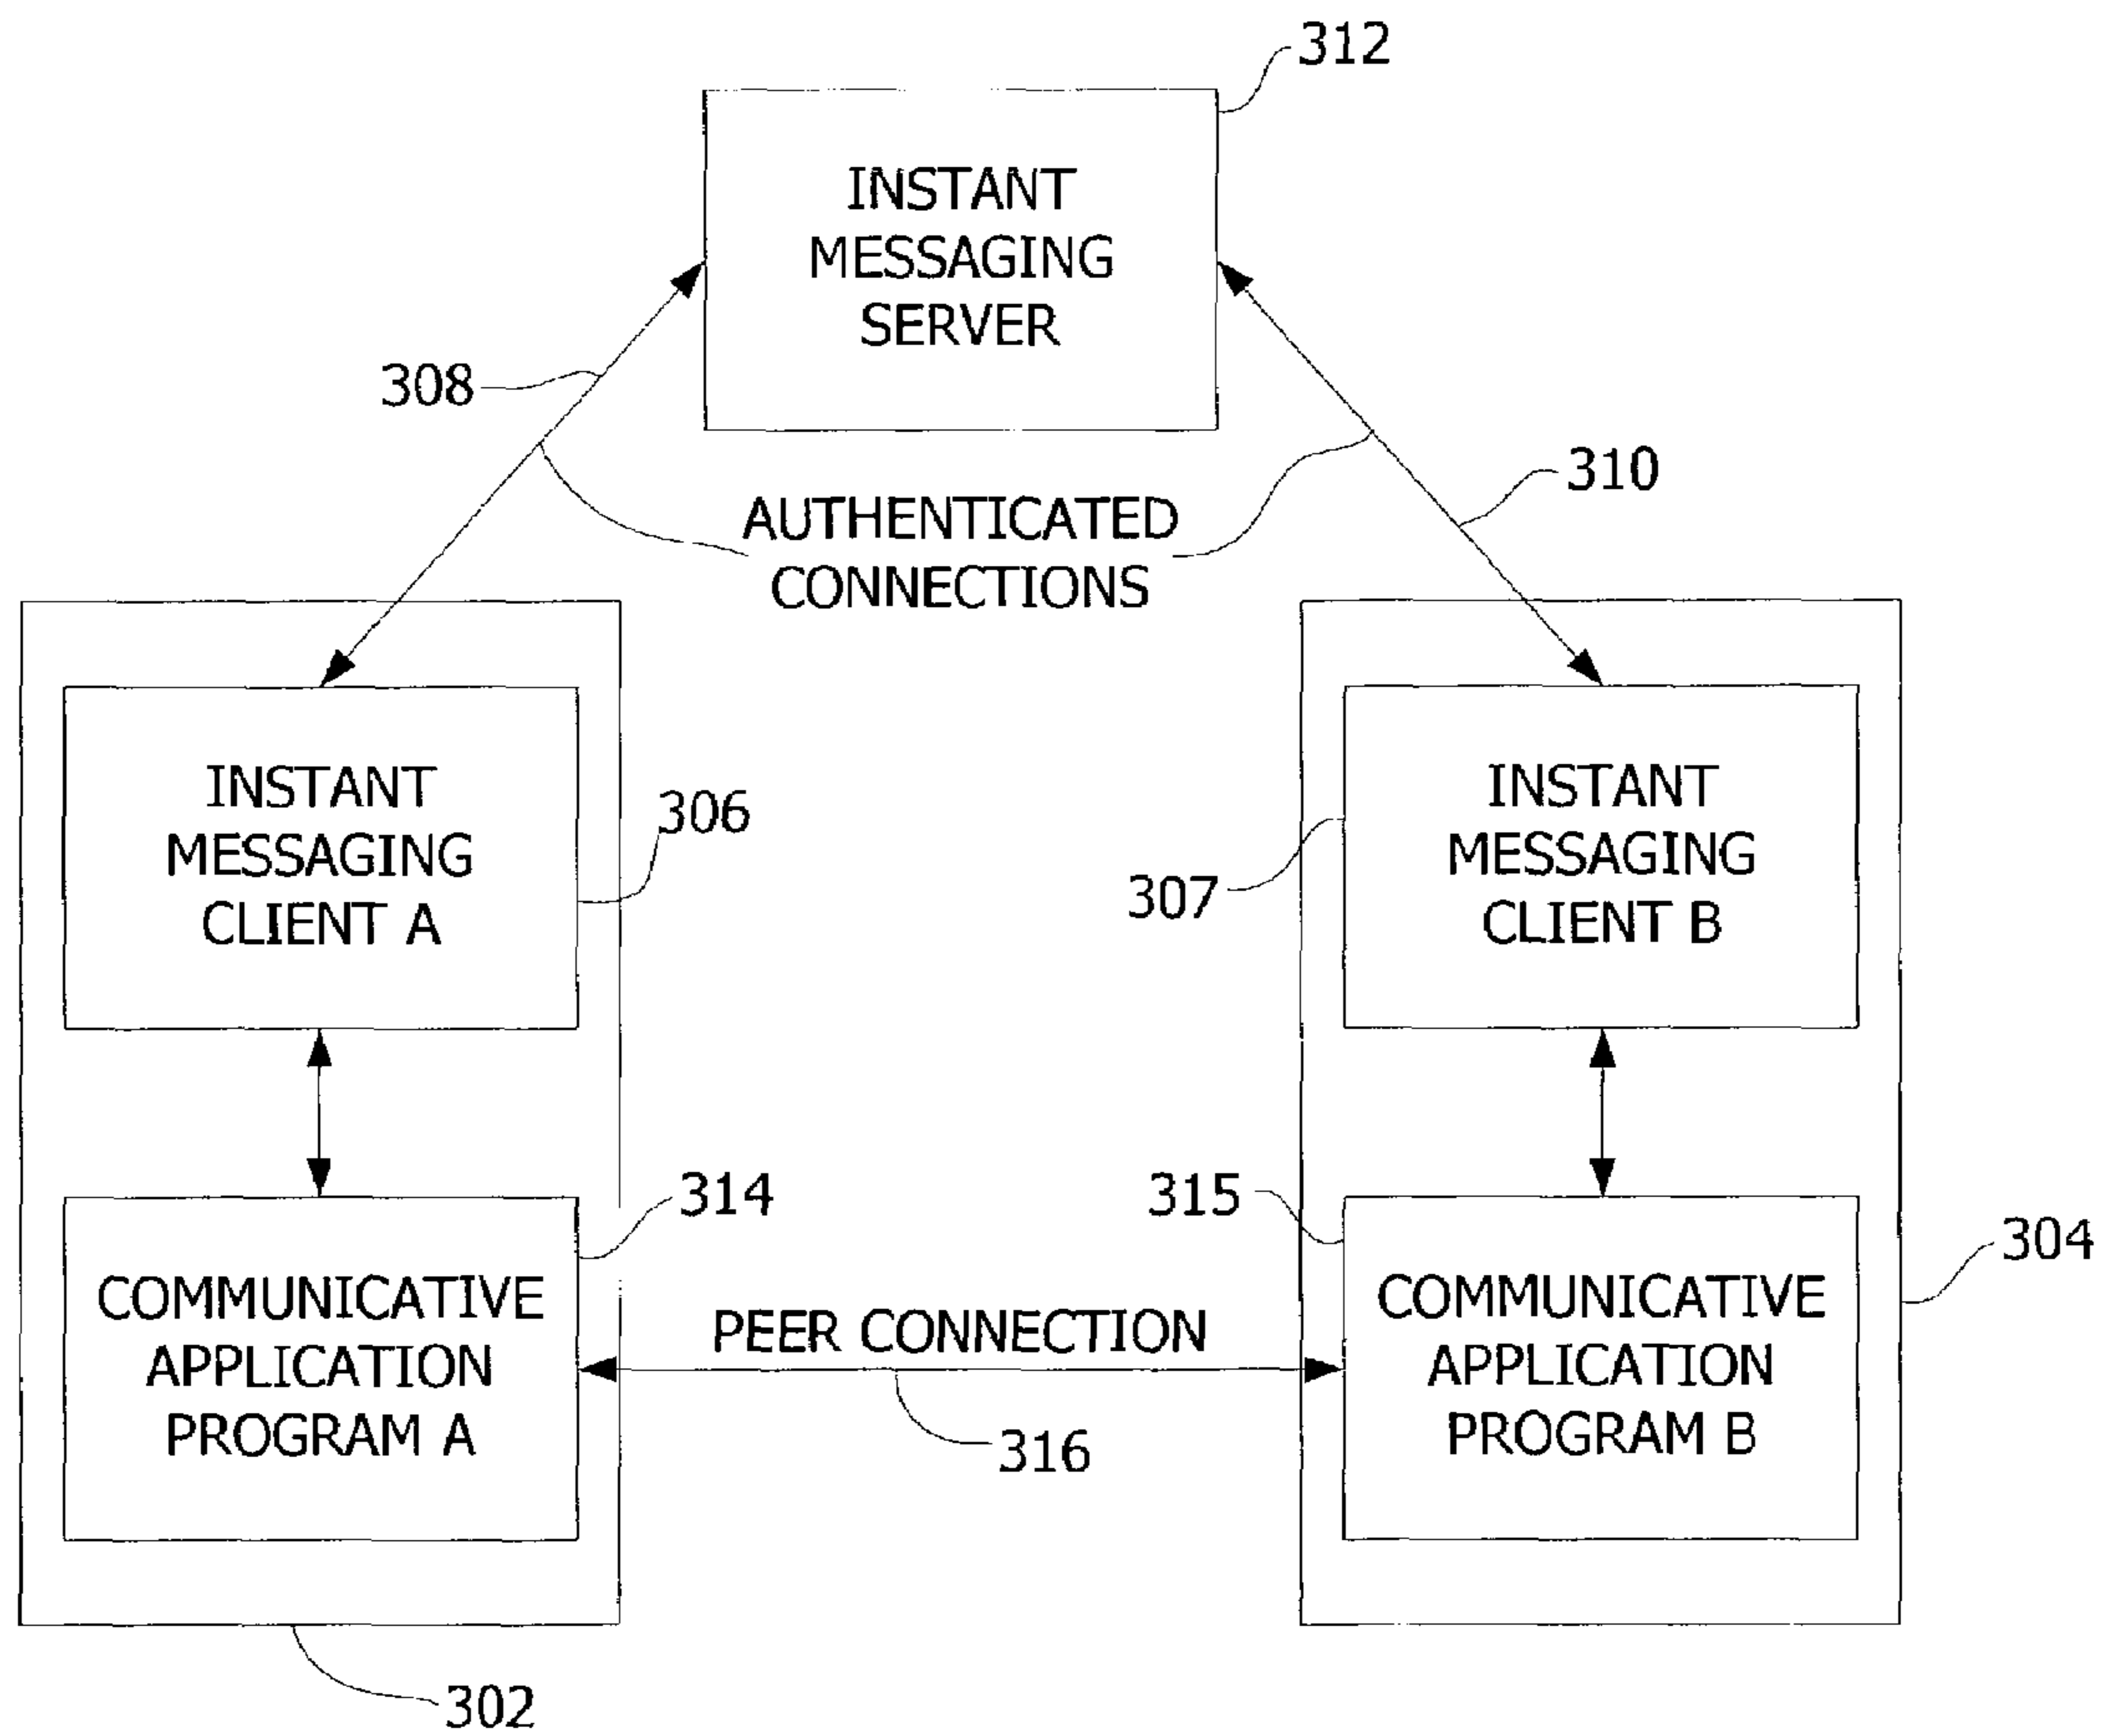 312
INSTANT
MESSAGING
SERVER
308
310
AUTHENTICATED
CONNECTIONS
INSTANT
MESSAGING
CLIENT A
306
INSTANT
MESSAGING
CLIENT B
307
314
315
304
COMMUNICATIVE
APPLICATION
PROGRAM A
PEER CONNECTION
316
COMMUNICATIVE
APPLICATION
PROGRAM B
302